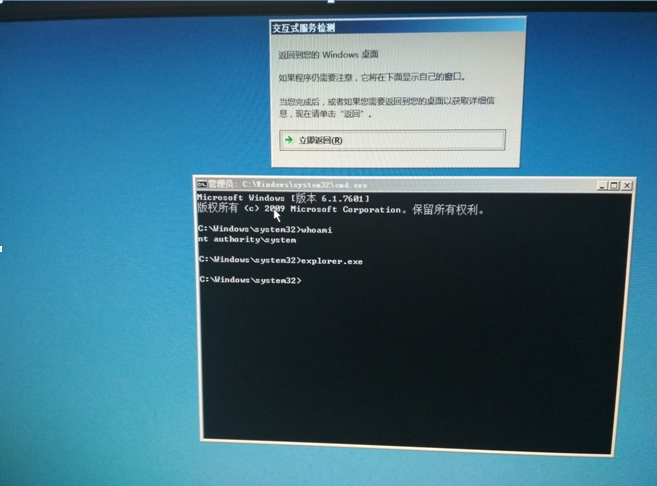 交互式服务检测
返回到您的 Windows 桌面
如果程序仍需要注意，它将在下面显示自己的窗口。
当您完成后，或者如果您需要返回到您的桌面以获取详细信
息，现在请单击“返回”。
立即返回(R)
管理员: C:\Windows\system32\cmd.exe
Microsoft Windows [版本 6.1.7601]
版权所有 <c> 2009 Microsoft Corporation。保留所有权利。
C:\Windows\system32>whoami
nt authority\system
C:\Windows\system32>explorer.exe
C:\Windows\system32>